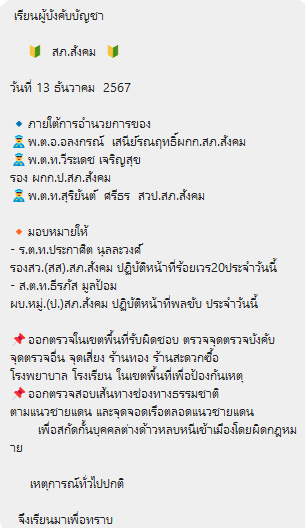 เรียนผู้บังคับบัญชา
🔰 สภ.สังคม 🔰
วันที่ 13 ธันวาคม 2567
🔹ภายใต้การอำนวยการของ
👮พ.ต.อ.อลงกรณ์ เสนีย์รณฤทธิ์ผกก.สภ.สังคม
👮พ.ต.ท.วีระเดช เจริญสุข
รอง ผกก.ป.สภ.สังคม
👮พ.ต.ท.สุริยันต์ ศรีธร สวป.สภ.สังคม
🔸มอบหมายให้
- ร.ต.ท.ประกาศิต นุลละวงศ์
รองสว.(สส).สภ.สังคม ปฏิบัติหน้าที่ร้อยเวร20ประจำวันนี้
- ส.ต.ท.ธีรภัส มูลป้อม
ผบ.หมู่.(ป.)สภ.สังคม ปฏิบัติหน้าที่พลขับ ประจำวันนี้
📌ออกตรวจในเขตพื้นที่รับผิดชอบ ตรวจจุดตรวจบังคับ
จุดตรวจอื่น จุดเสี่ยง ร้านทอง ร้านสะดวกซื้อ
โรงพยาบาล โรงเรียน ในเขตพื้นที่เพื่อป้องกันเหตุ
📌ออกตรวจสอบเส้นทางช่องทางธรรมชาติ
ตามแนวชายแดน และจุดจอดเรือตลอดแนวชายแดน
เพื่อสกัดกั้นบุคคลต่างด้าวหลบหนีเข้าเมืองโดยผิดกฎหม
าย
เหตุการณ์ทั่วไปปกติ
จึงเรียนมาเพื่อทราบ